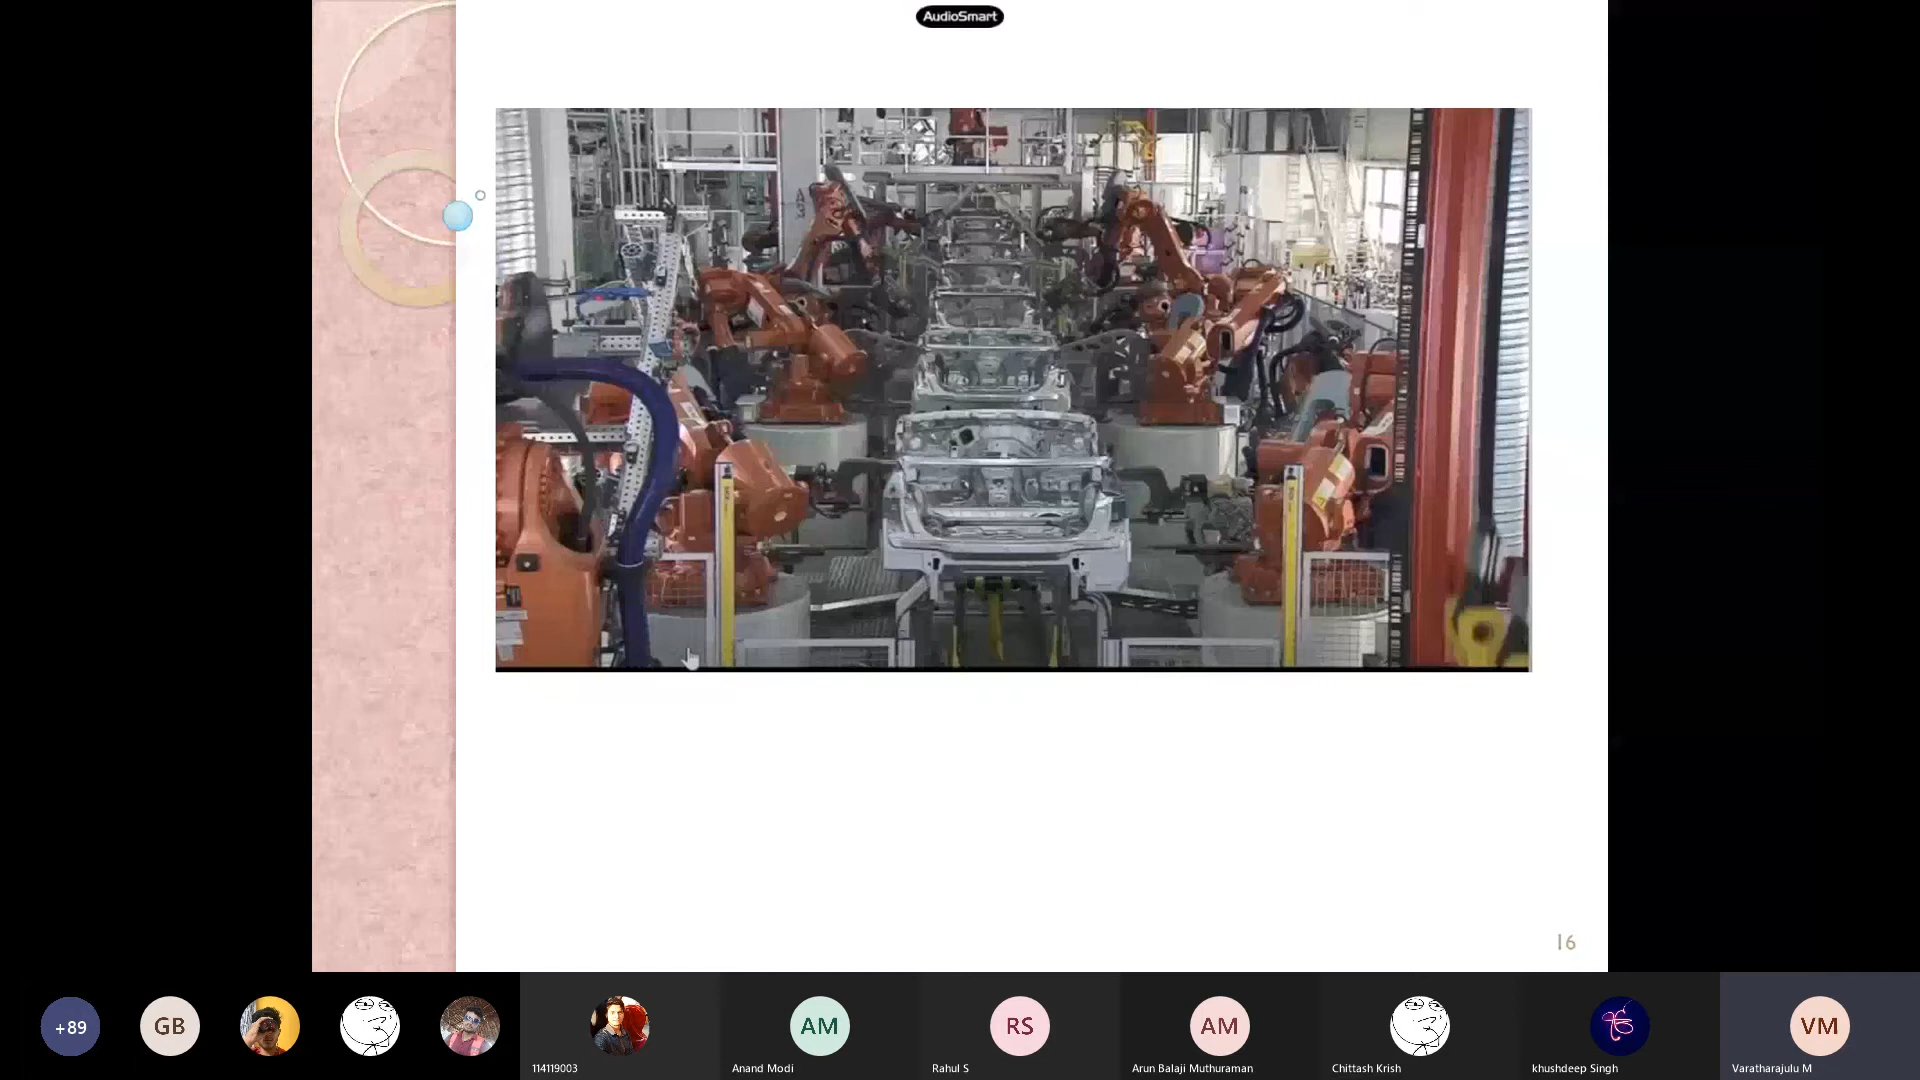 AudioSmart
16
+89
GB
114119003
AM
Anand Modi
RS
Rahul S
AM
Arun Balaji Muthuraman
Chittash Krish
khushdeep Singh
VM
Varatharajulu M